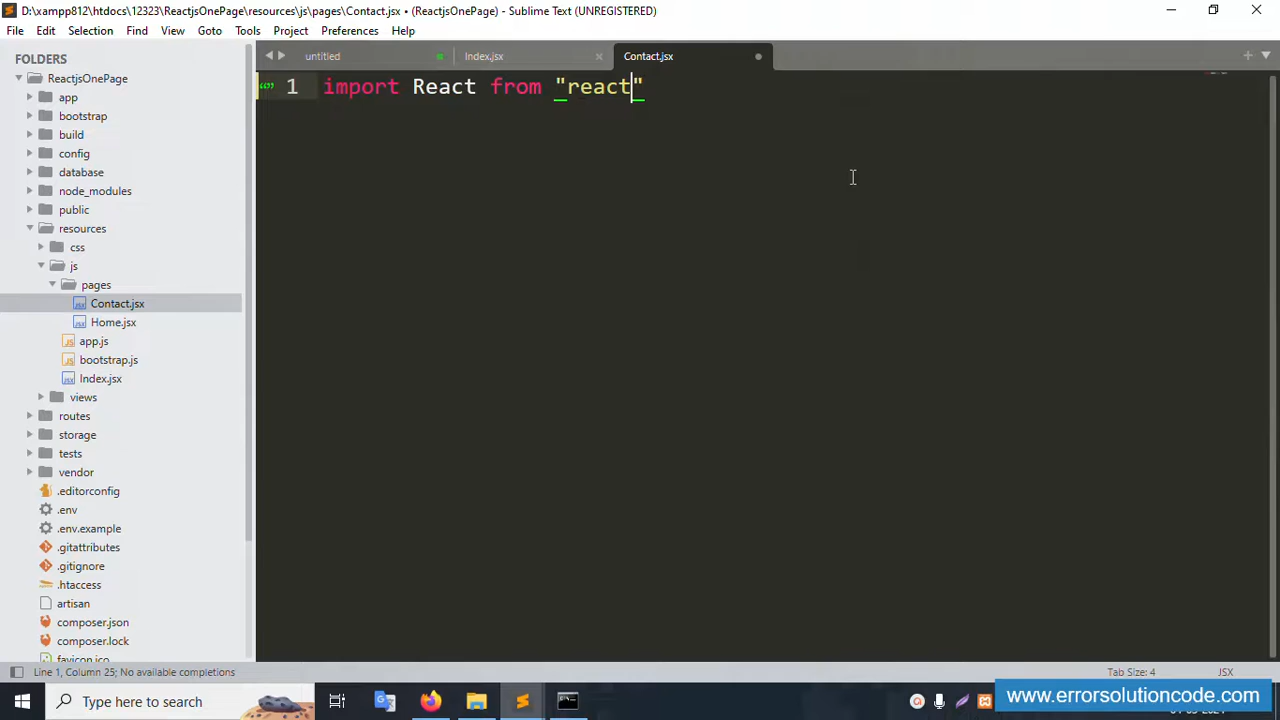 D:\xampp812\htdocs\12323\ReactjsOnePage\resources\js\pages\Contact.jsx • (ReactjsOnePage) - Sublime Text (UNREGISTERED)
File Edit Selection Find View Goto Tools Project Preferences Help
FOLDERS
ReactjsOnePage
app
bootstrap
build
config
database
node_modules
public
resources
css
js
pages
Contact.jsx
Home.jsx
app.js
bootstrap.js
Index.jsx
views
routes
storage
tests
vendor
.editorconfig
.env
.env.example
.gitattributes
.gitignore
.htaccess
artisan
composer.json
composer.lock
favicon.ico
untitled Index.jsx Contact.jsx
1 import React from "react"
Line 1, Column 25; No available completions Tab Size: 4 JSX
Type here to search
www.errorsolutioncode.com